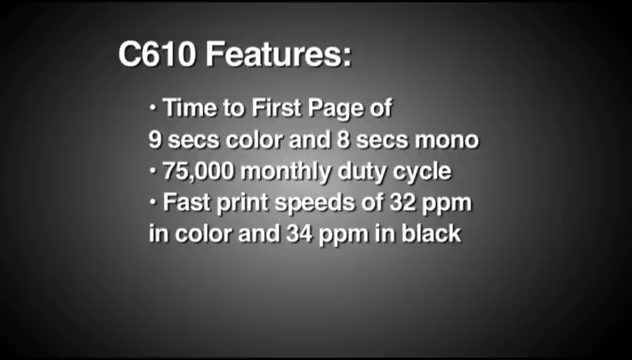 C610 Features:
• Time to First Page of
9 secs color and 8 secs mono
• 75,000 monthly duty cycle
• Fast print speeds of 32 ppm
in color and 34 ppm in black